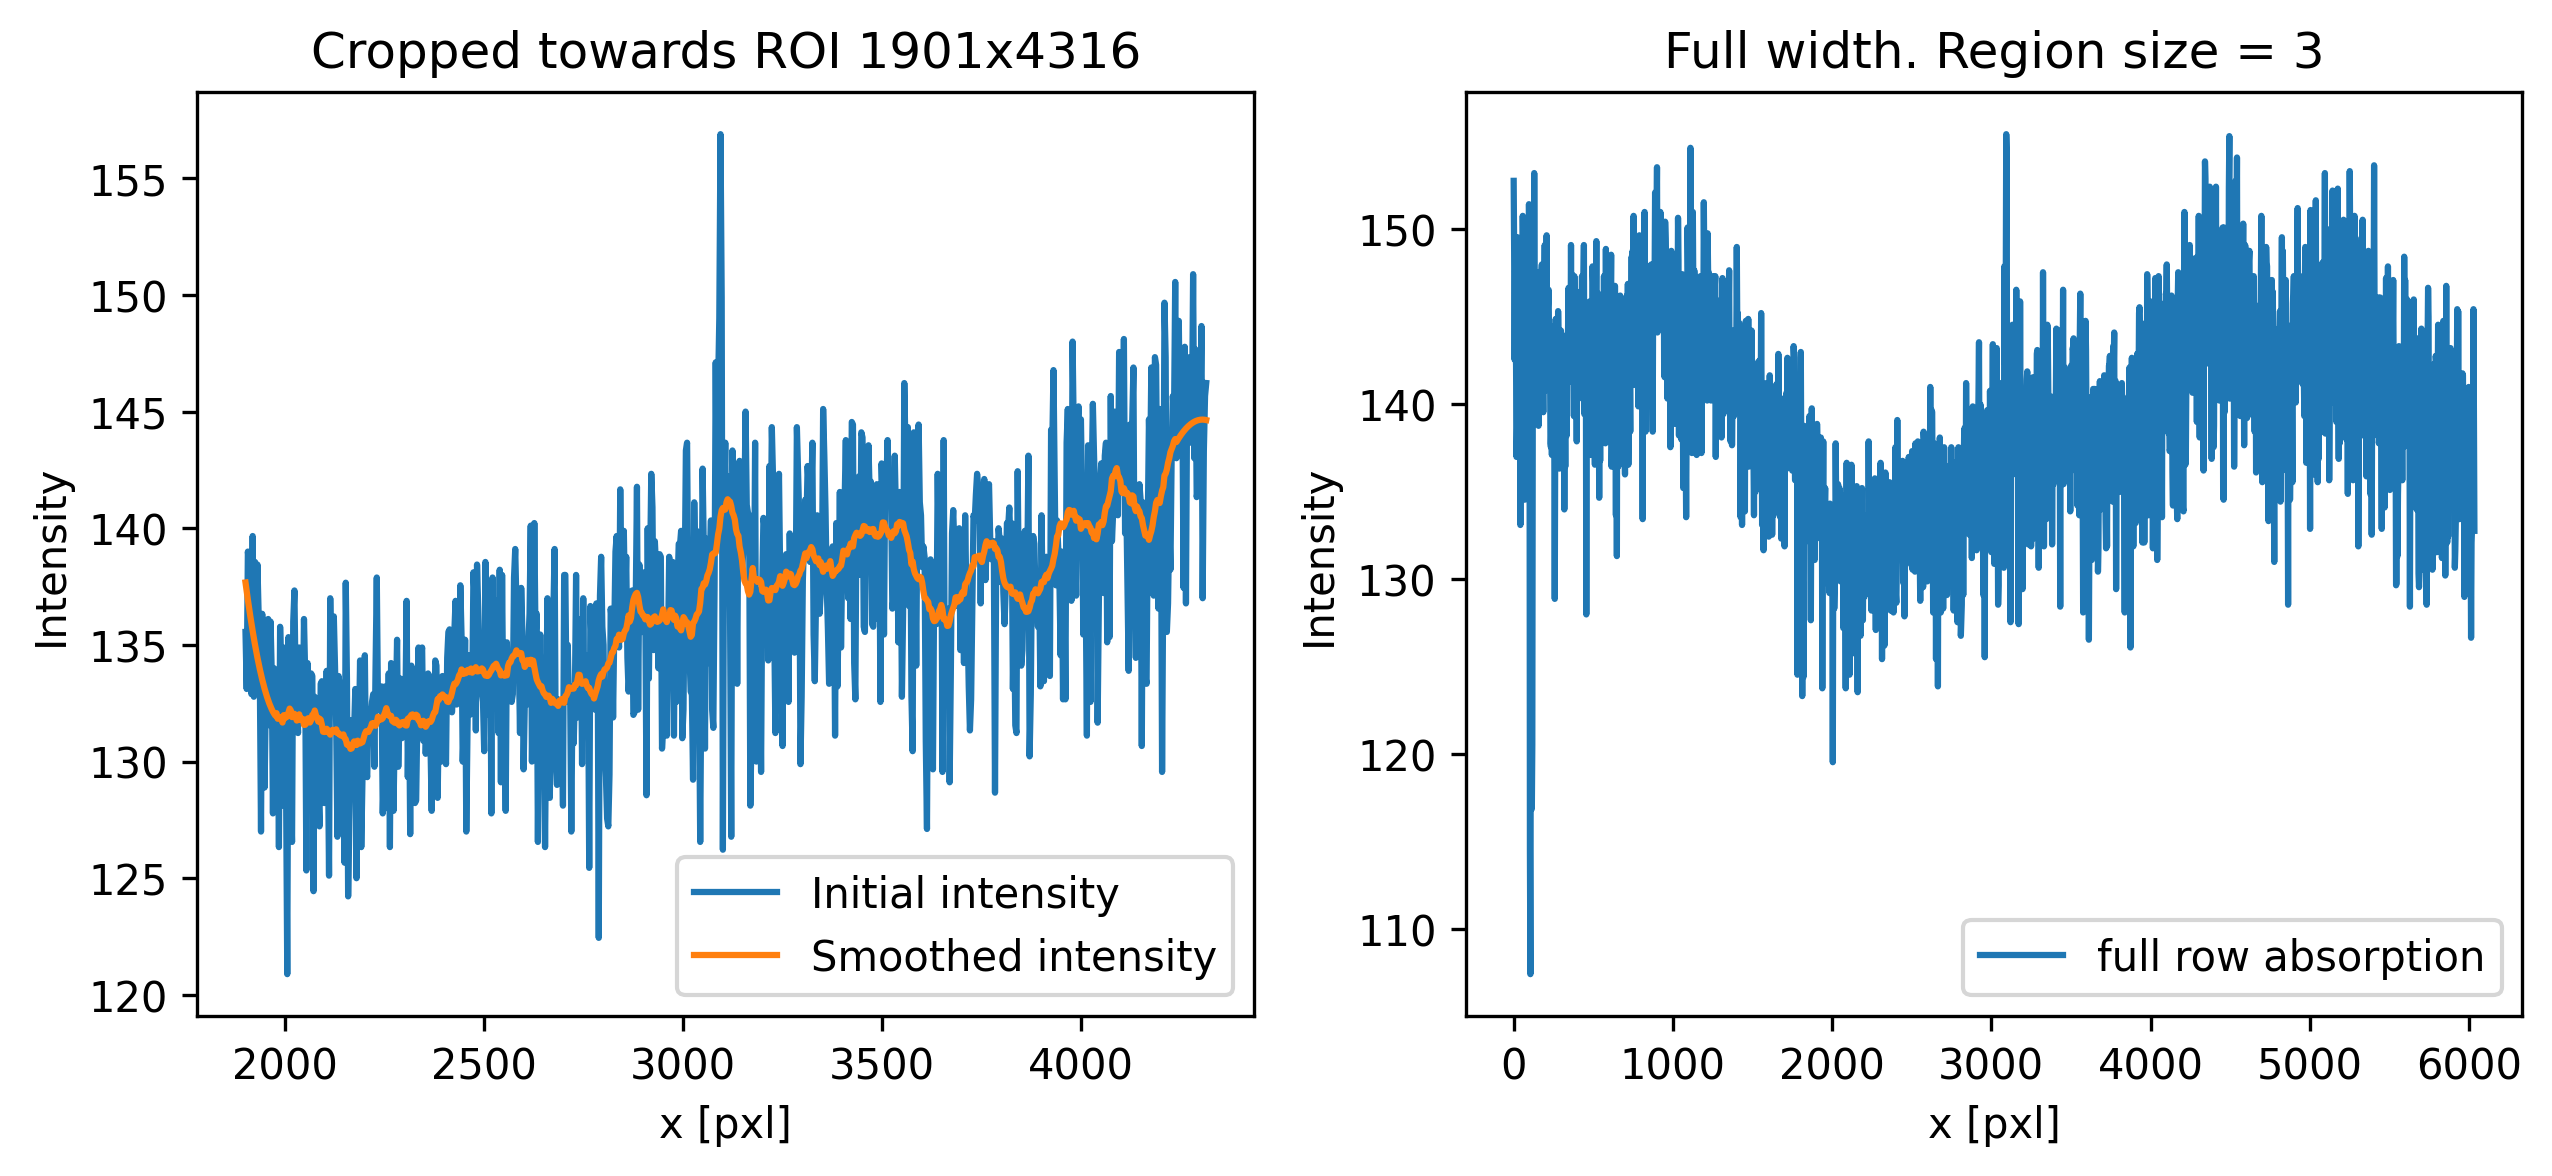 Cropped towards ROI 1901x4316
Intensity
155
150
145
140
135
130
125
120
2000 2500 3000 3500 4000
x [pxl]
Initial intensity
Smoothed intensity
Full width. Region size = 3
Intensity
150
140
130
120
110
0 1000 2000 3000 4000 5000 6000
x [pxl]
full row absorption